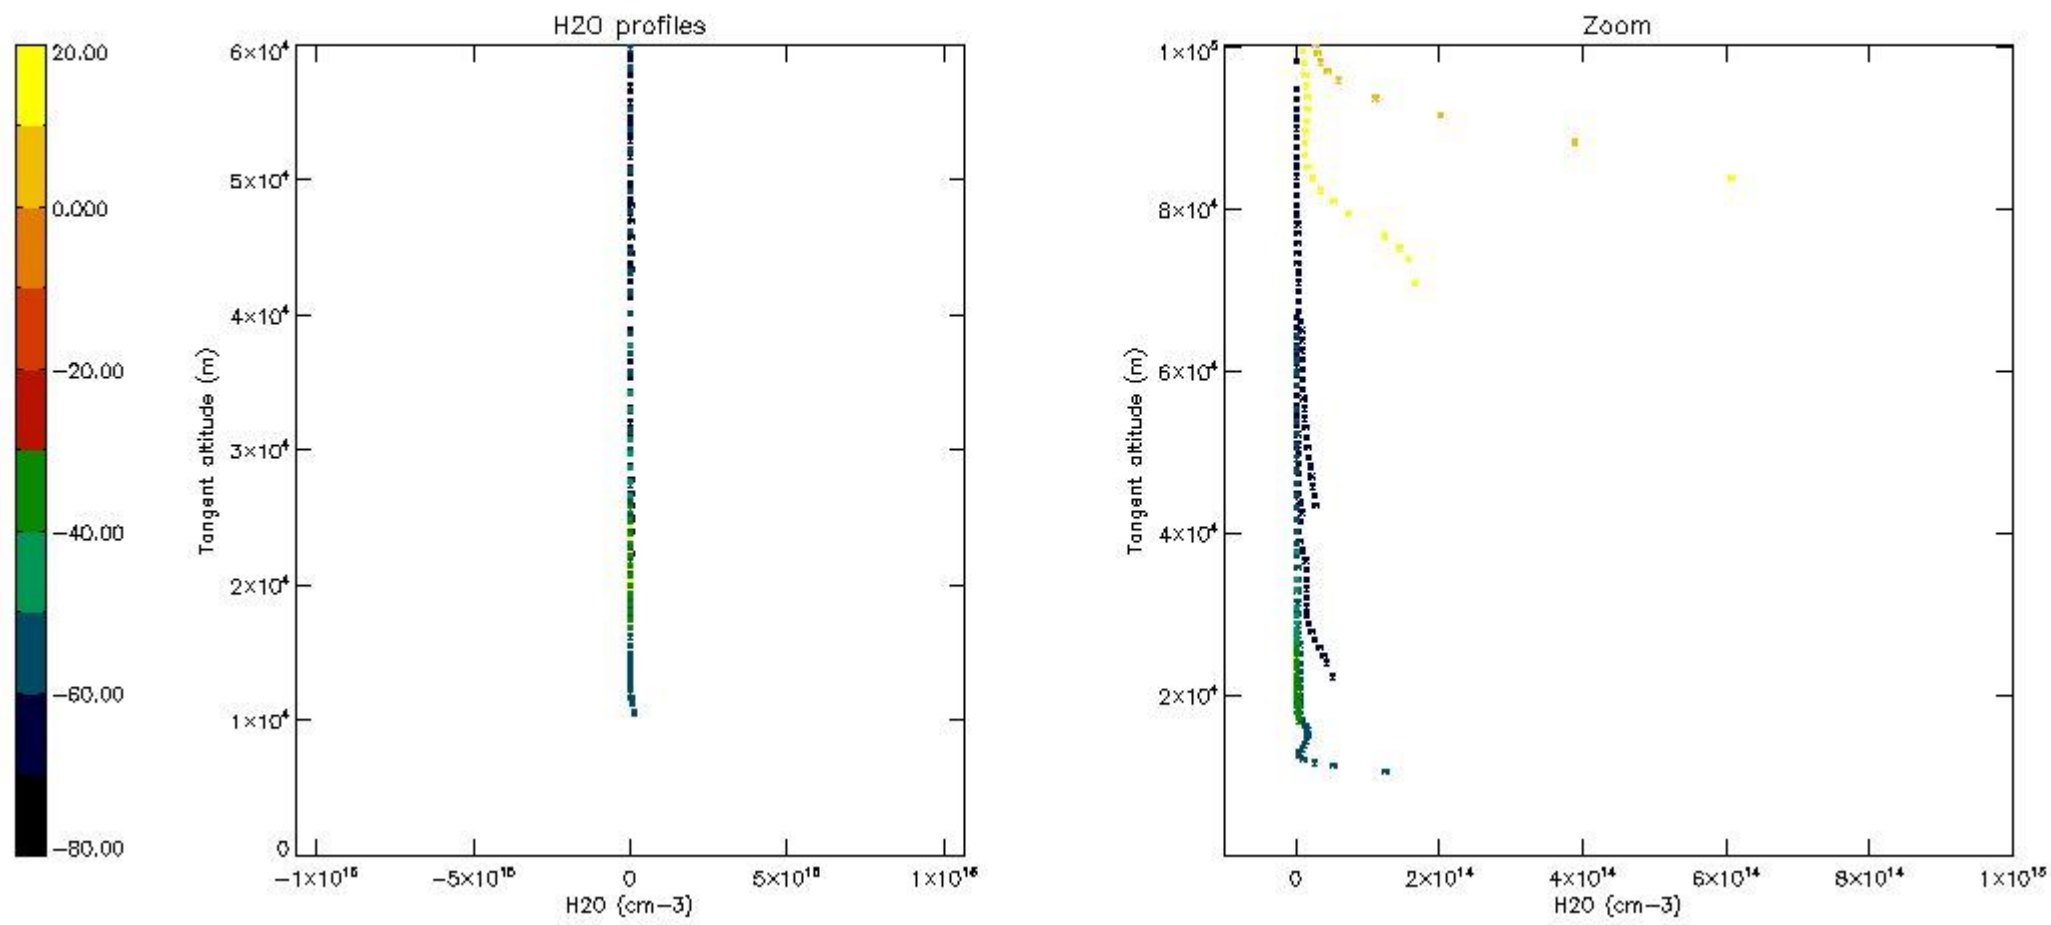 H2O profiles
20.00
0.000
−20.00
−40.00
−60.00
−80.00
Tangent altitude (m)
6×10⁴
5×10⁴
4×10⁴
3×10⁴
2×10⁴
1×10⁴
0
−1×10¹⁶ −5×10¹⁵ 0 5×10¹⁵ 1×10¹⁶
H2O (cm−3)
Zoom
Tangent altitude (m)
1×10⁵
8×10⁴
6×10⁴
4×10⁴
2×10⁴
0 2×10¹⁴ 4×10¹⁴ 6×10¹⁴ 8×10¹⁴ 1×10¹⁵
H2O (cm−3)